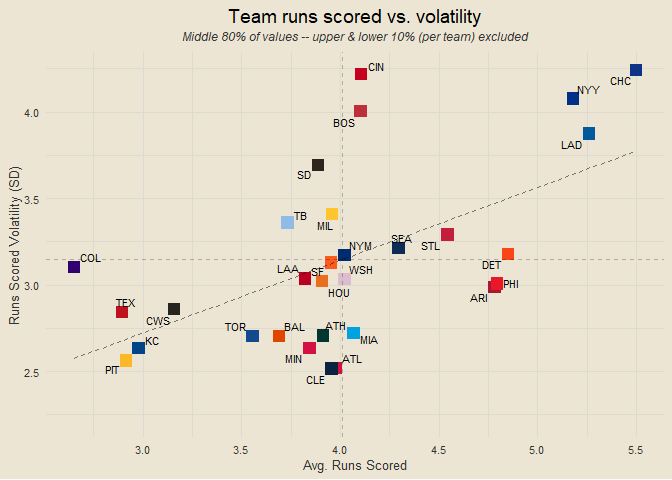 Team runs scored vs. volatility
Middle 80% of values -- upper & lower 10% (per team) excluded
CIN
CHC
NYY
4.0
BOS
LAD
SD
3.5
TB
MIL
SEA
STL
NYM
COL
DET
LAA
SF
WSH
3.0
PHI
HOU
ARI
TEX
CWS
TOR
BAL
ATH
KC
MIA
MIN
ATL
PIT
2.5
CLE
Runs Scored Volatility (SD)
3.0
3.5
4.0
4.5
5.0
5.5
Avg. Runs Scored